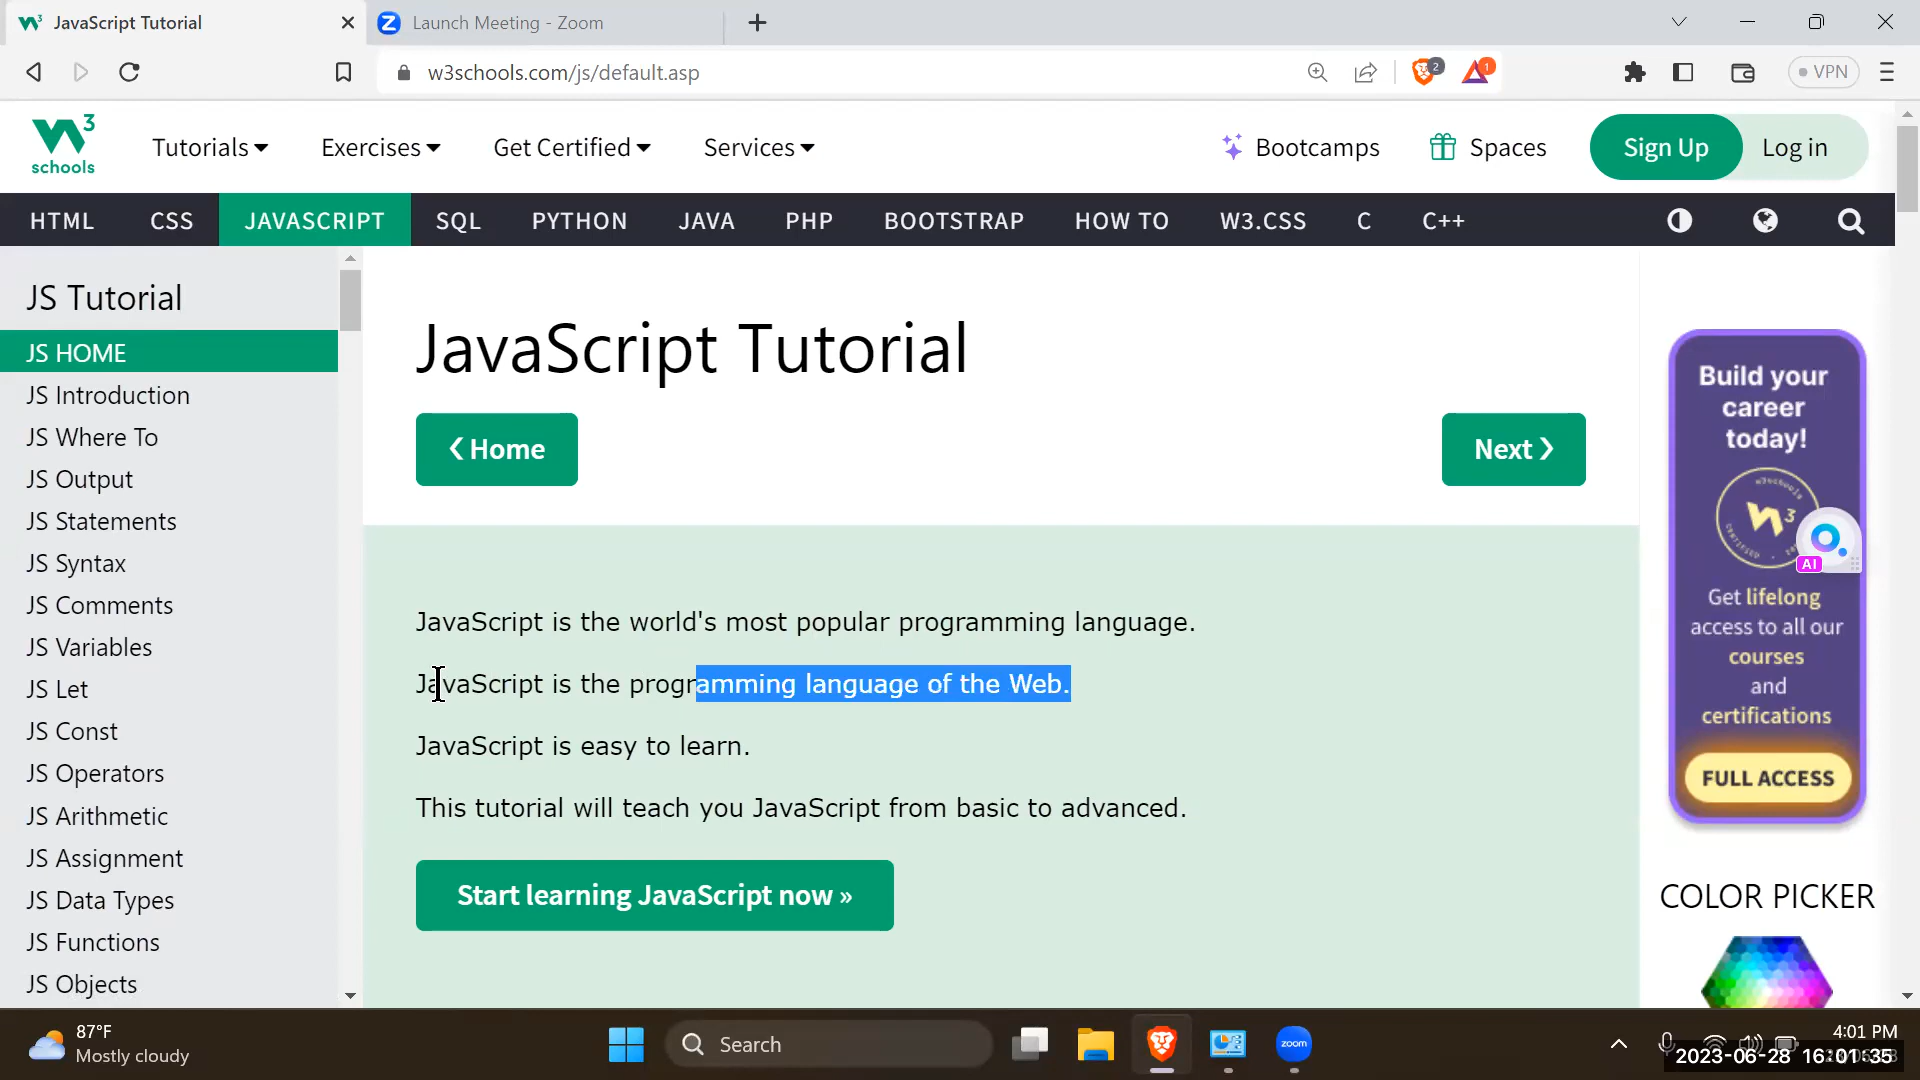 JavaScript Tutorial
Launch Meeting - Zoom
w3schools.com/js/default.asp
2
1
VPN
3
schools
Tutorials
Exercises
Get Certified
Services
Bootcamps
Spaces
Sign Up
Log in
HTML
CSS
JAVASCRIPT
SQL
PYTHON
JAVA
PHP
BOOTSTRAP
HOW TO
W3.CSS
C
C++
JS Tutorial
JS HOME
JS Introduction
JS Where To
JS Output
JS Statements
JS Syntax
JS Comments
JS Variables
JS Let
JS Const
JS Operators
JS Arithmetic
JS Assignment
JS Data Types
JS Functions
JS Objects
JavaScript Tutorial
❮ Home
Next ❯
JavaScript is the world's most popular programming language.
JavaScript is the programming language of the Web.
JavaScript is easy to learn.
This tutorial will teach you JavaScript from basic to advanced.
Start learning JavaScript now »
Build your
career
today!
w3schools
CERTIFIED
AI
Get lifelong
access to all our
courses
and
certifications
FULL ACCESS
COLOR PICKER
87°F
Mostly cloudy
Search
zoom
4:01 PM
2023-06-28 16:01:35